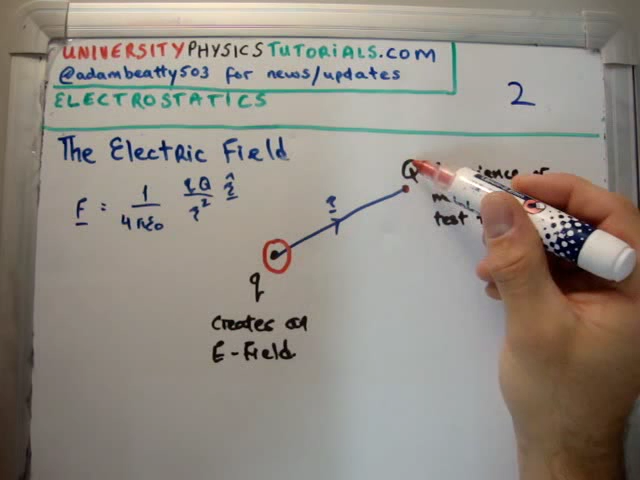 UNIVERSITYPHYSICSTUTORIALS.COM
@adambeatty503 for news/updates
ELECTROSTATICS
2
The Electric Field
F = 1/4πε₀ qQ/r² r̂
r
Q
test
q
Creates an
E-Field